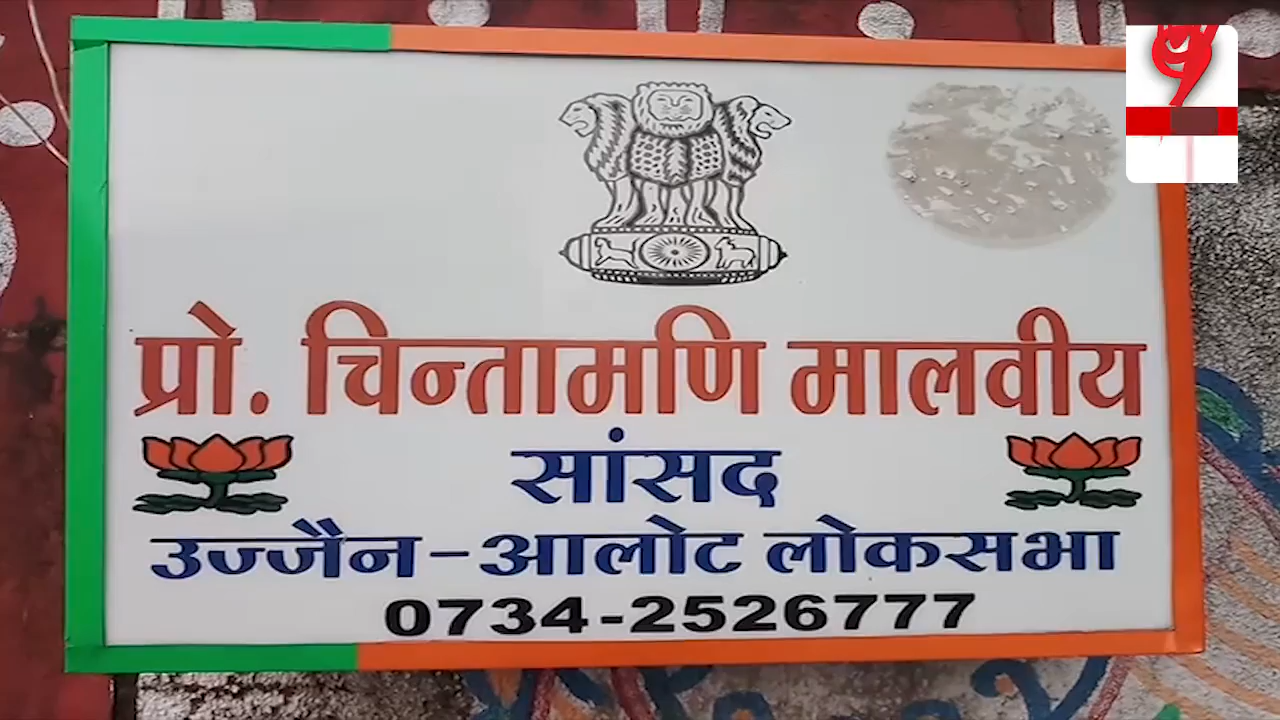 प्रो. चिन्तामणि मालवीय
सांसद
उज्जैन-आलोट लोकसभा
0734-2526777